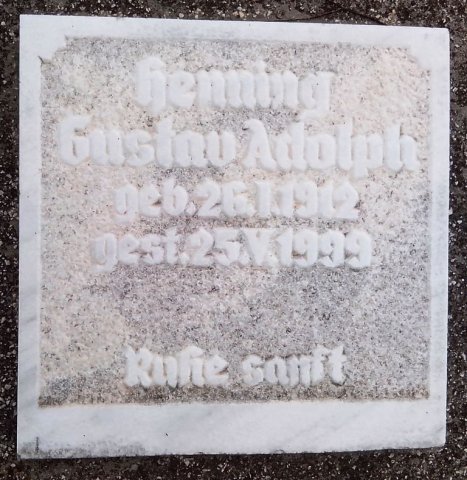 Henning
Gustav Adolph
geb. 26.I.1912
gest. 25.V.1999
Ruhe sanft